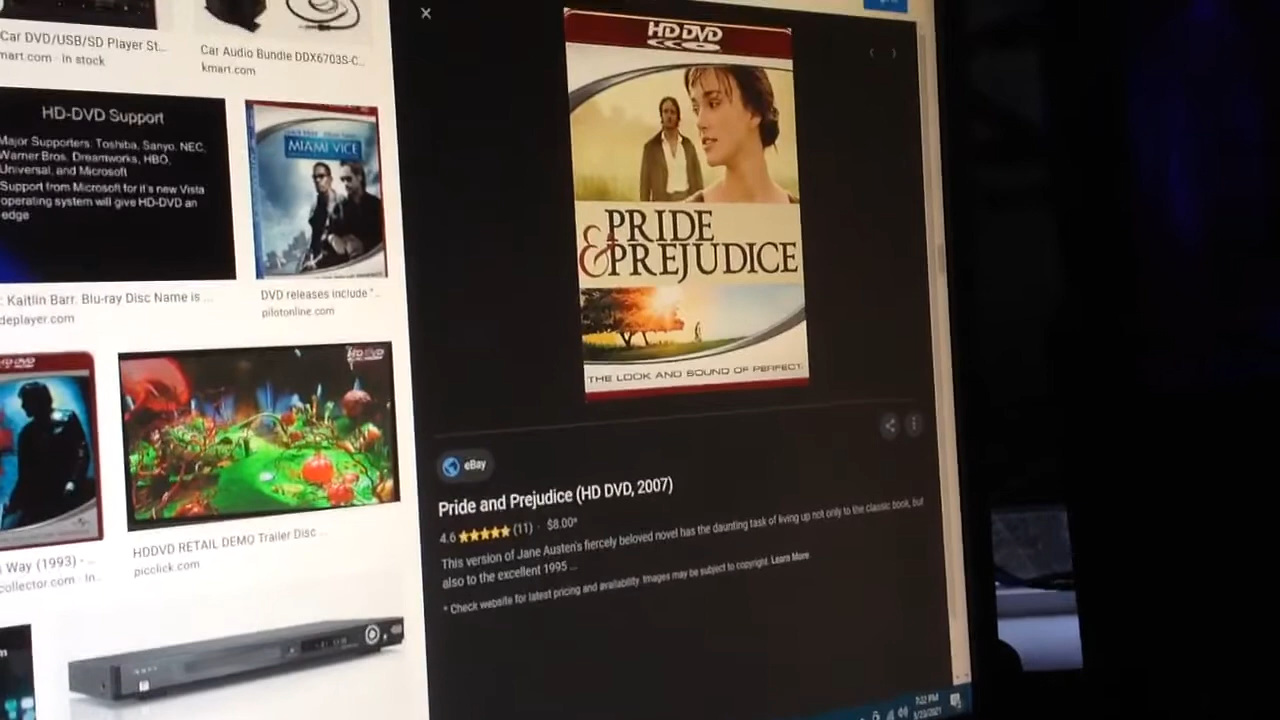 Car DVD/USB/SD Player St...
mart.com · In stock
Car Audio Bundle DDX6703S-C...
kmart.com
HD-DVD Support
Major Supporters: Toshiba, Sanyo, NEC,
Warner Bros. Dreamworks, HBO,
Universal, and Microsoft
Support from Microsoft for it's new Vista
operating system will give HD-DVD an
edge
: Kaitlin Barr. Blu-ray Disc Name is ...
deplayer.com
MIAMI VICE
DVD releases include "...
pilotonline.com
HD DVD
Way (1993) - ...
collector.com · In...
HD DVD
HDDVD RETAIL DEMO Trailer Disc ...
picclick.com
HD DVD
PRIDE
& PREJUDICE
THE LOOK AND SOUND OF PERFECT.
eBay
Pride and Prejudice (HD DVD, 2007)
4.6 ★★★★★ (11) · $8.00*
This version of Jane Austen's fiercely beloved novel has the daunting task of living up not only to the classic book, but
also to the excellent 1995 ...
* Check website for latest pricing and availability. Images may be subject to copyright. Learn More
7:32 PM